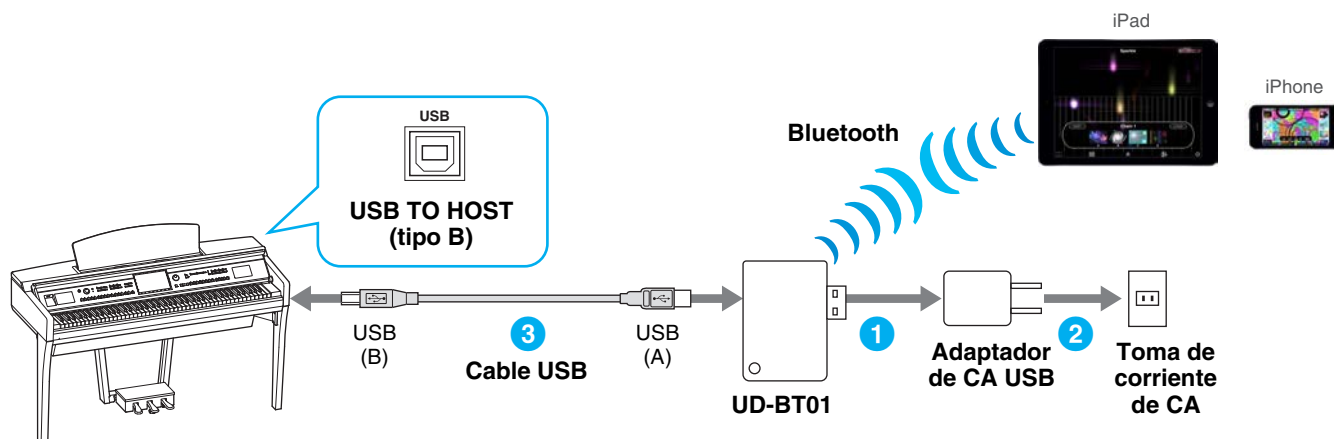 iPad
iPhone
Bluetooth
USB
USB TO HOST
(tipo B)
USB
(B)
3
Cable USB
USB
(A)
UD-BT01
1
Adaptador
de CA USB
2
Toma de
corriente
de CA